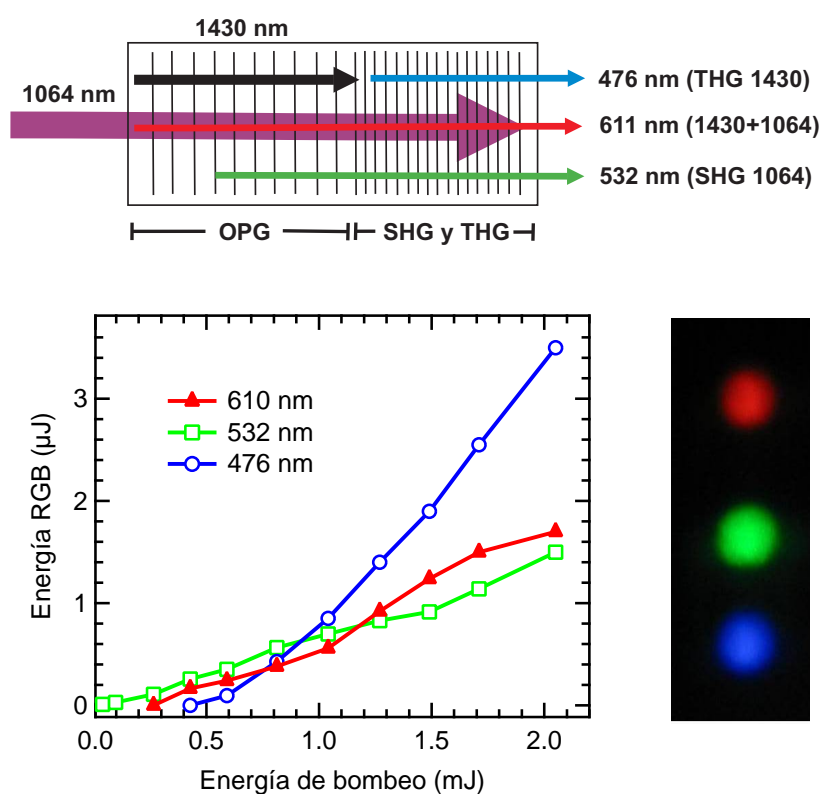 1430 nm
1064 nm
476 nm (THG 1430)
611 nm (1430+1064)
532 nm (SHG 1064)
OPG
SHG y THG
Energía RGB (µJ)
3
2
1
0
610 nm
532 nm
476 nm
0.0 0.5 1.0 1.5 2.0
Energía de bombeo (mJ)